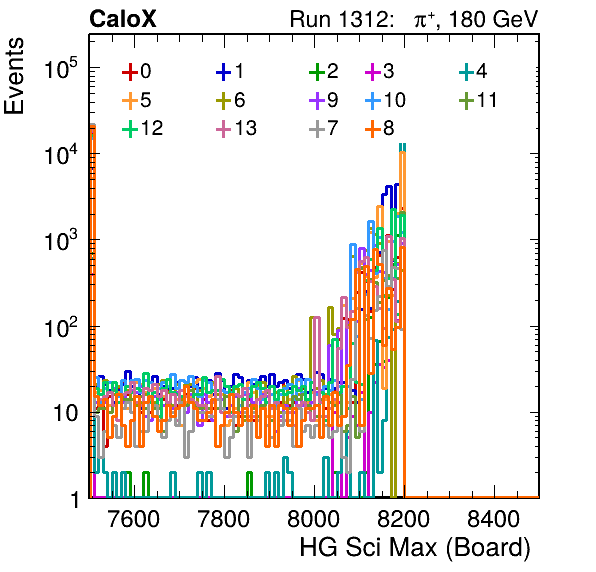 CaloX Run 1312: π⁺, 180 GeV
Events
0 1 2 3 4
5 6 9 10 11
12 13 7 8
10⁵
10⁴
10³
10²
10
1
7600 7800 8000 8200 8400
HG Sci Max (Board)